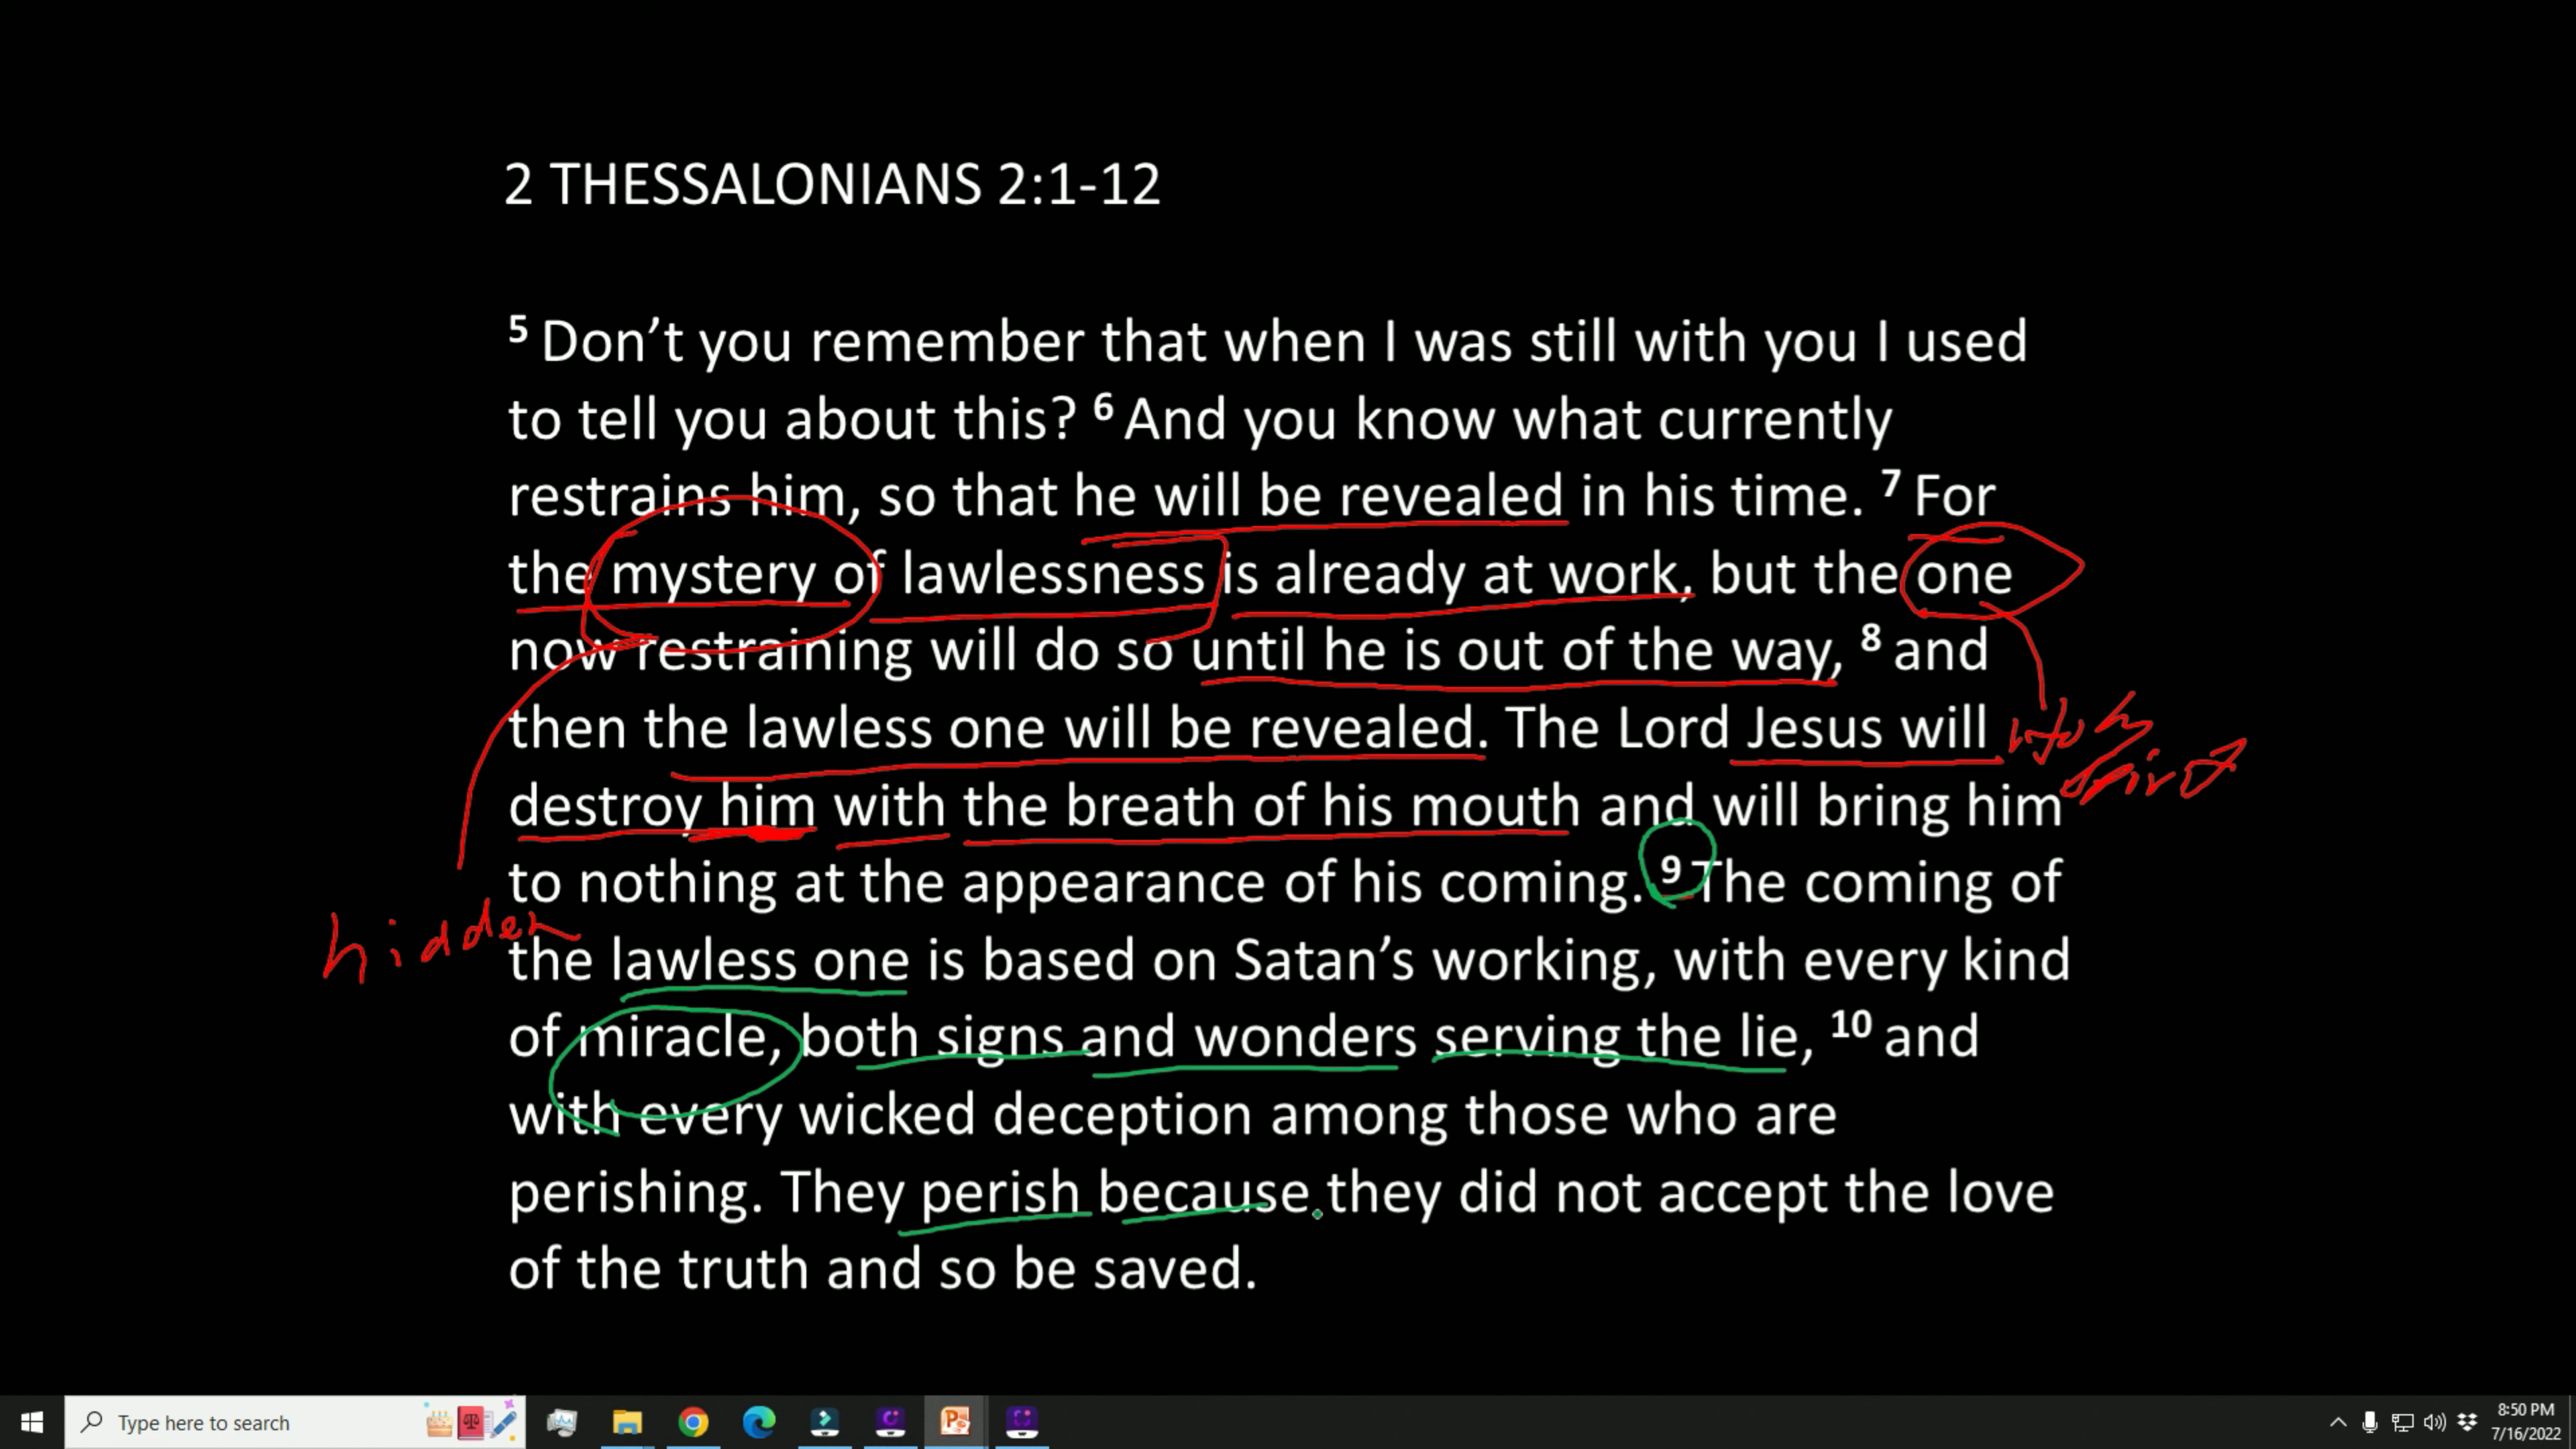 2 THESSALONIANS 2:1-12
5 Don’t you remember that when I was still with you I used
to tell you about this? 6 And you know what currently
restrains him, so that he will be revealed in his time. 7 For
the mystery of lawlessness is already at work, but the one
now restraining will do so until he is out of the way, 8 and
then the lawless one will be revealed. The Lord Jesus will
destroy him with the breath of his mouth and will bring him
to nothing at the appearance of his coming. 9 The coming of
hidden
the lawless one is based on Satan’s working, with every kind
of miracle, both signs and wonders serving the lie, 10 and
with every wicked deception among those who are
perishing. They perish because they did not accept the love
of the truth and so be saved.
Type here to search
8:50 PM
7/16/2022